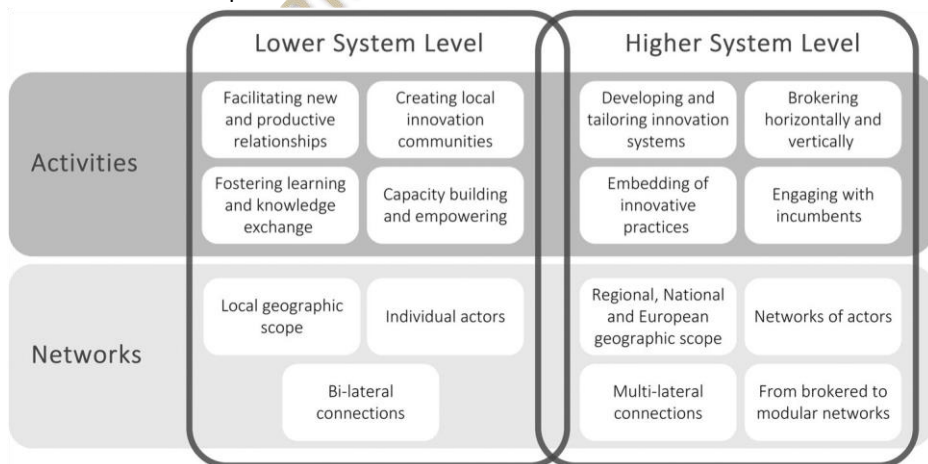 Lower System Level
Higher System Level
Activities
Facilitating new
and productive
relationships
Creating local
innovation
communities
Developing and
tailoring innovation
systems
Brokering
horizontally and
vertically
Fostering learning
and knowledge
exchange
Capacity building
and empowering
Embedding of
innovative
practices
Engaging with
incumbents
Networks
Local geographic
scope
Individual actors
Regional, National
and European
geographic scope
Networks of actors
Bi-lateral
connections
Multi-lateral
connections
From brokered to
modular networks